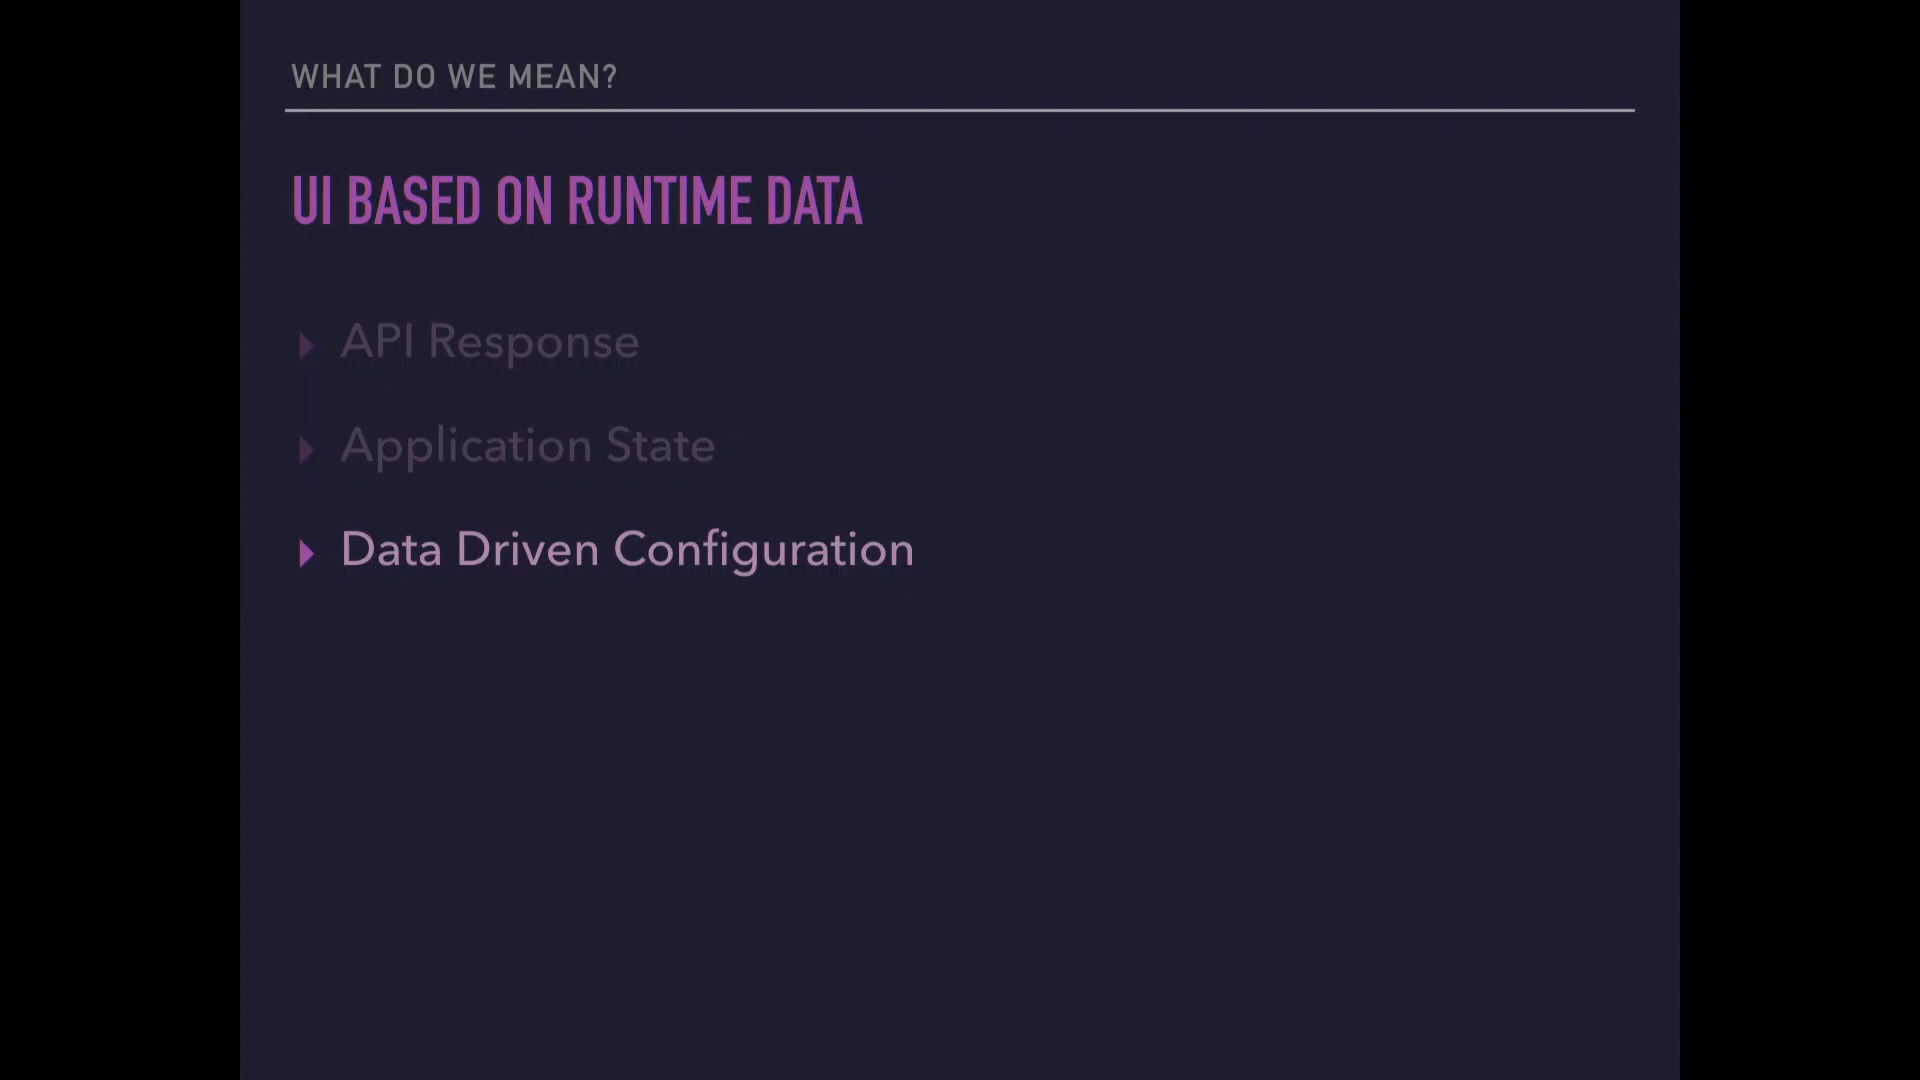 WHAT DO WE MEAN?
UI BASED ON RUNTIME DATA
API Response
Application State
Data Driven Configuration